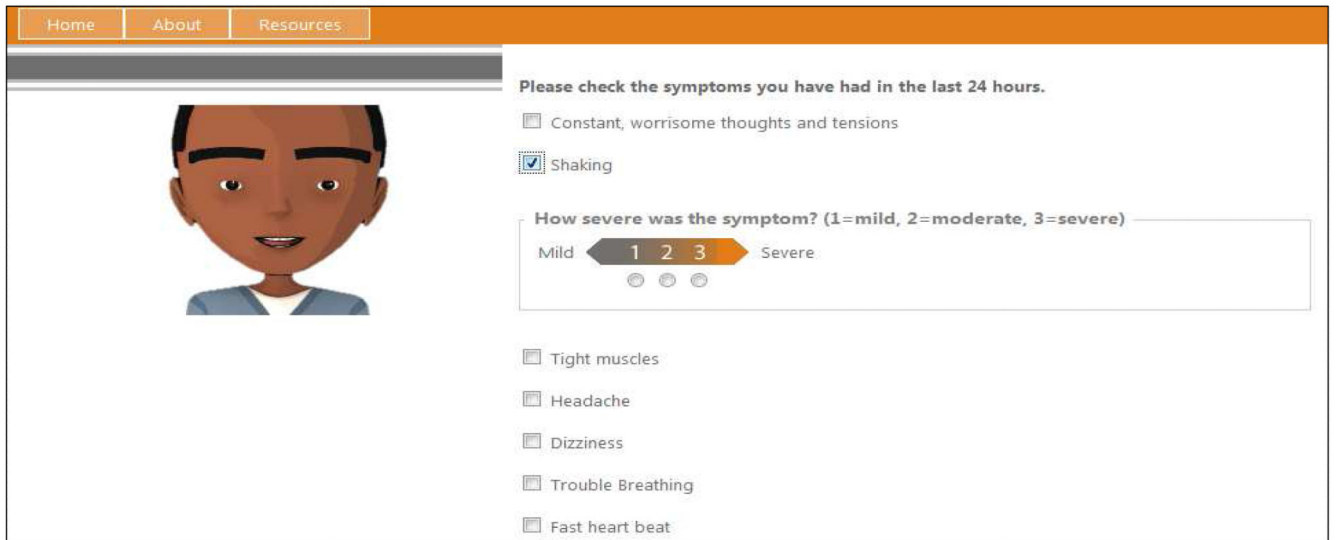 Home About Resources
Please check the symptoms you have had in the last 24 hours.
Constant, worrisome thoughts and tensions
Shaking
How severe was the symptom? (1=mild, 2=moderate, 3=severe)
Mild 1 2 3 Severe
Tight muscles
Headache
Dizziness
Trouble Breathing
Fast heart beat